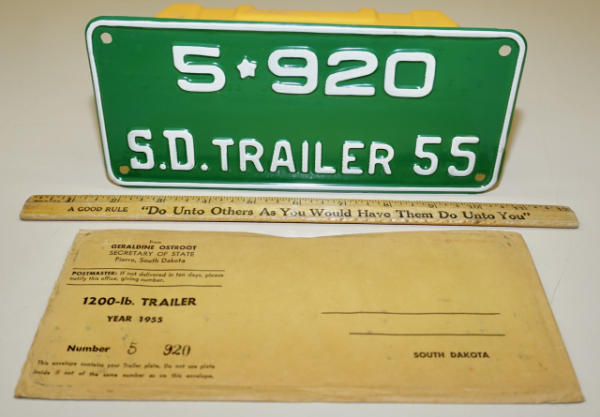 5★920
S.D. TRAILER 55
A GOOD RULE "Do Unto Others As You Would Have Them Do Unto You"
From
GERALDINE OSTROOT
SECRETARY OF STATE
Pierre, South Dakota
POSTMASTER: If not delivered in ten days, please
notify this office, giving number.
1200-lb. TRAILER
YEAR 1955
Number 5 920
SOUTH DAKOTA
This envelope contains your Trailer plate. Do not use plate
inside if not of the same number as on this envelope.